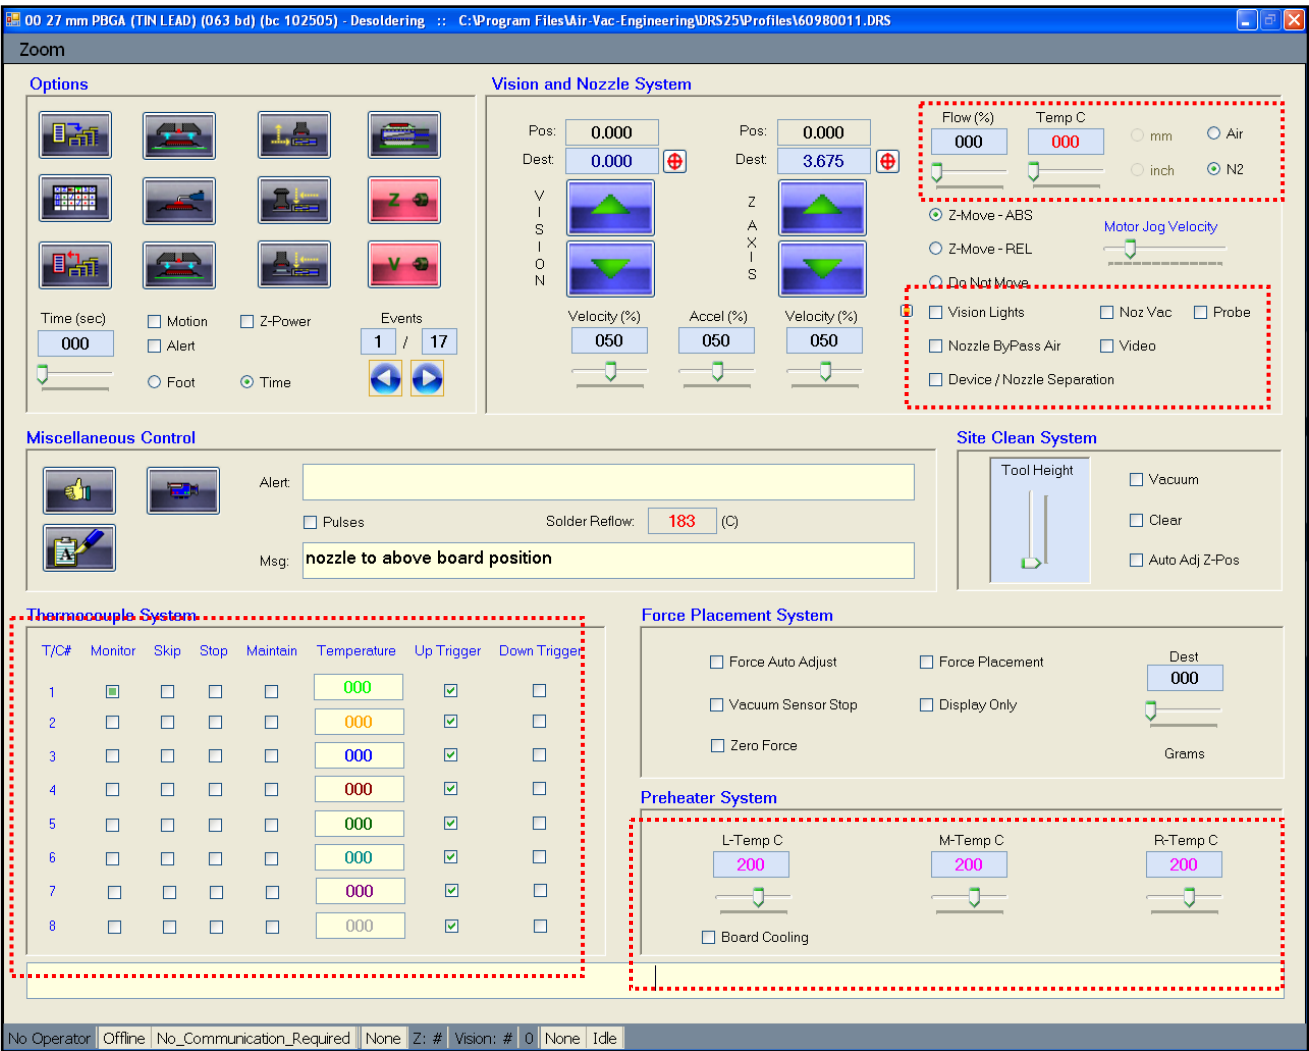 00 27 mm PBGA (TIN LEAD) (063 bd) (bc 102505) - Desoldering :: C:\Program Files\Air-Vac-Engineering\DRS25\Profiles\60980011.DRS
Zoom
Options
Z
V
Time (sec)
000
Motion
Z-Power
Alert
Foot
Time
Events
1 / 17
Vision and Nozzle System
Pos: 0.000
Dest: 0.000
VISION
Pos: 0.000
Dest: 3.675
Z AXIS
Velocity (%)
050
Accel (%)
050
Velocity (%)
050
Flow (%)
000
Temp C
000
mm
inch
Air
N2
Z-Move - ABS
Z-Move - REL
Do Not Move
Motor Jog Velocity
Vision Lights
Noz Vac
Probe
Nozzle ByPass Air
Video
Device / Nozzle Separation
Miscellaneous Control
A
Alert:
Pulses
Solder Reflow: 183 (C)
Msg: nozzle to above board position
Site Clean System
Tool Height
Vacuum
Clear
Auto Adj Z-Pos
Thermocouple System
T/C# Monitor Skip Stop Maintain Temperature Up Trigger Down Trigger
1 000
2 000
3 000
4 000
5 000
6 000
7 000
8 000
Force Placement System
Force Auto Adjust
Force Placement
Vacuum Sensor Stop
Display Only
Zero Force
Dest
000
Grams
Preheater System
L-Temp C
200
M-Temp C
200
R-Temp C
200
Board Cooling
No Operator Offline No_Communication_Required None Z: # Vision: # 0 None Idle